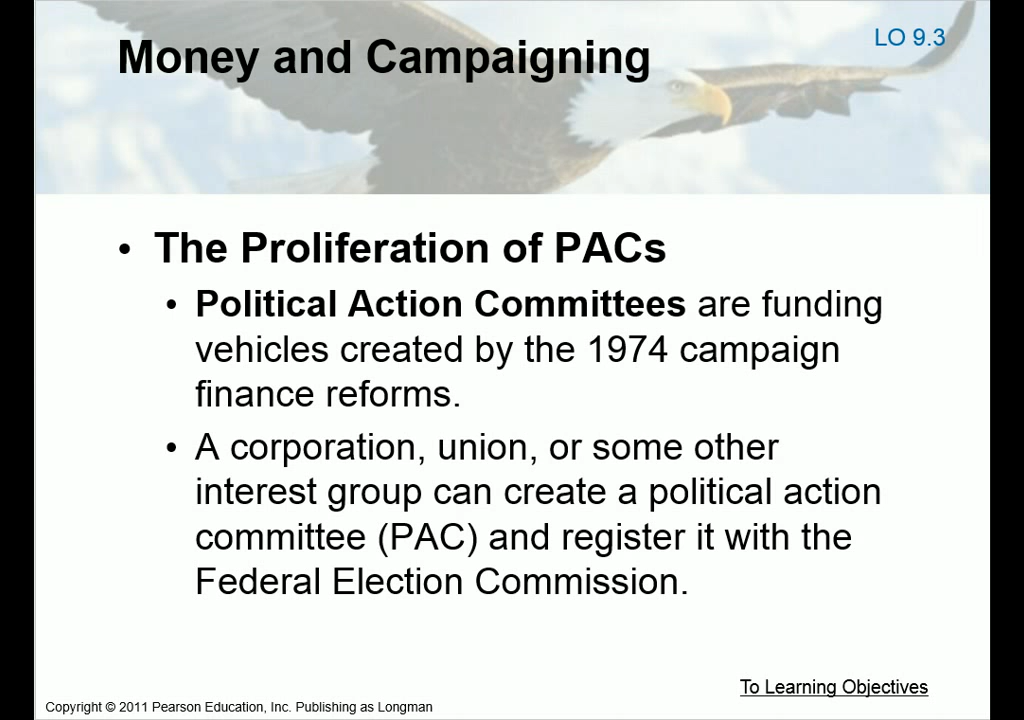 Money and Campaigning
LO 9.3
• The Proliferation of PACs
• Political Action Committees are funding
vehicles created by the 1974 campaign
finance reforms.
• A corporation, union, or some other
interest group can create a political action
committee (PAC) and register it with the
Federal Election Commission.
To Learning Objectives
Copyright © 2011 Pearson Education, Inc. Publishing as Longman